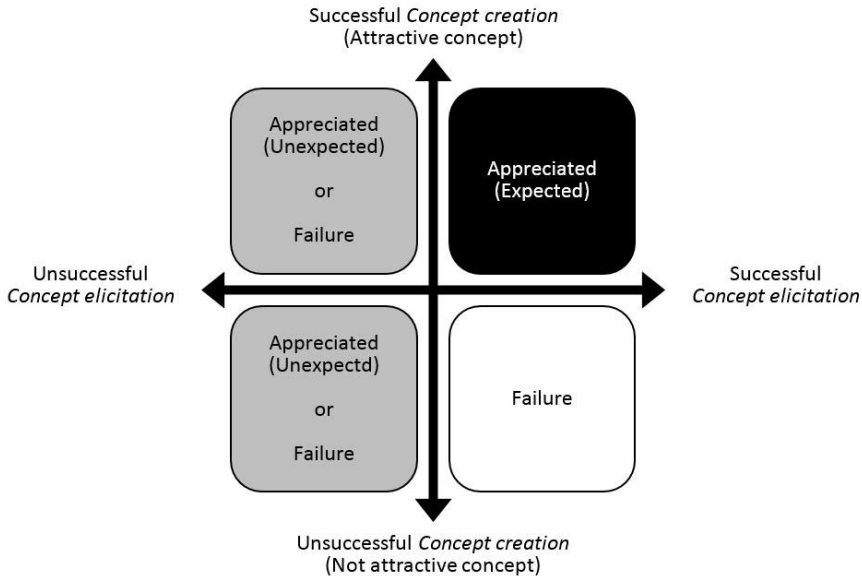 Successful Concept creation
(Attractive concept)
Appreciated
(Unexpected)
or
Failure
Appreciated
(Expected)
Unsuccessful
Concept elicitation
Successful
Concept elicitation
Appreciated
(Unexpectd)
or
Failure
Failure
Unsuccessful Concept creation
(Not attractive concept)